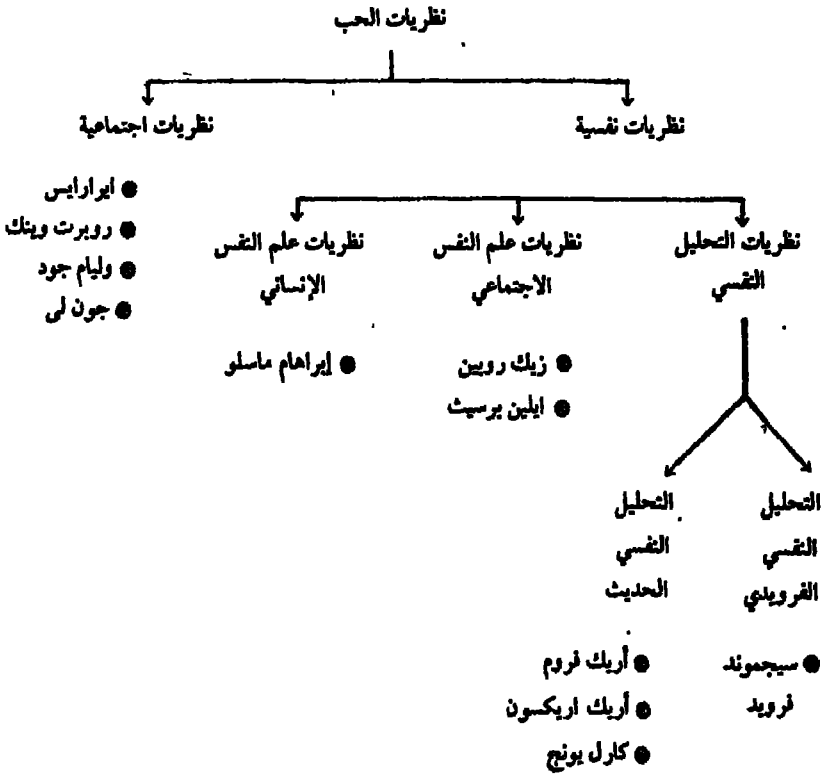 نظريات الحب
نظريات نفسية
نظريات اجتماعية
نظريات التحليل
النفسي
نظريات علم النفس
الاجتماعي
نظريات علم النفس
الإنساني
● ايرارايس
● روبرت وينك
● وليام جود
● جون لى
● زيك روبين
● ايلين برسيث
● إبراهام ماسلو
التحليل
النفسي
الفرويدي
● سيجموند
فرويد
التحليل
النفسي
الحديث
● أريك فروم
● أريك اريكسون
● كارل يونج